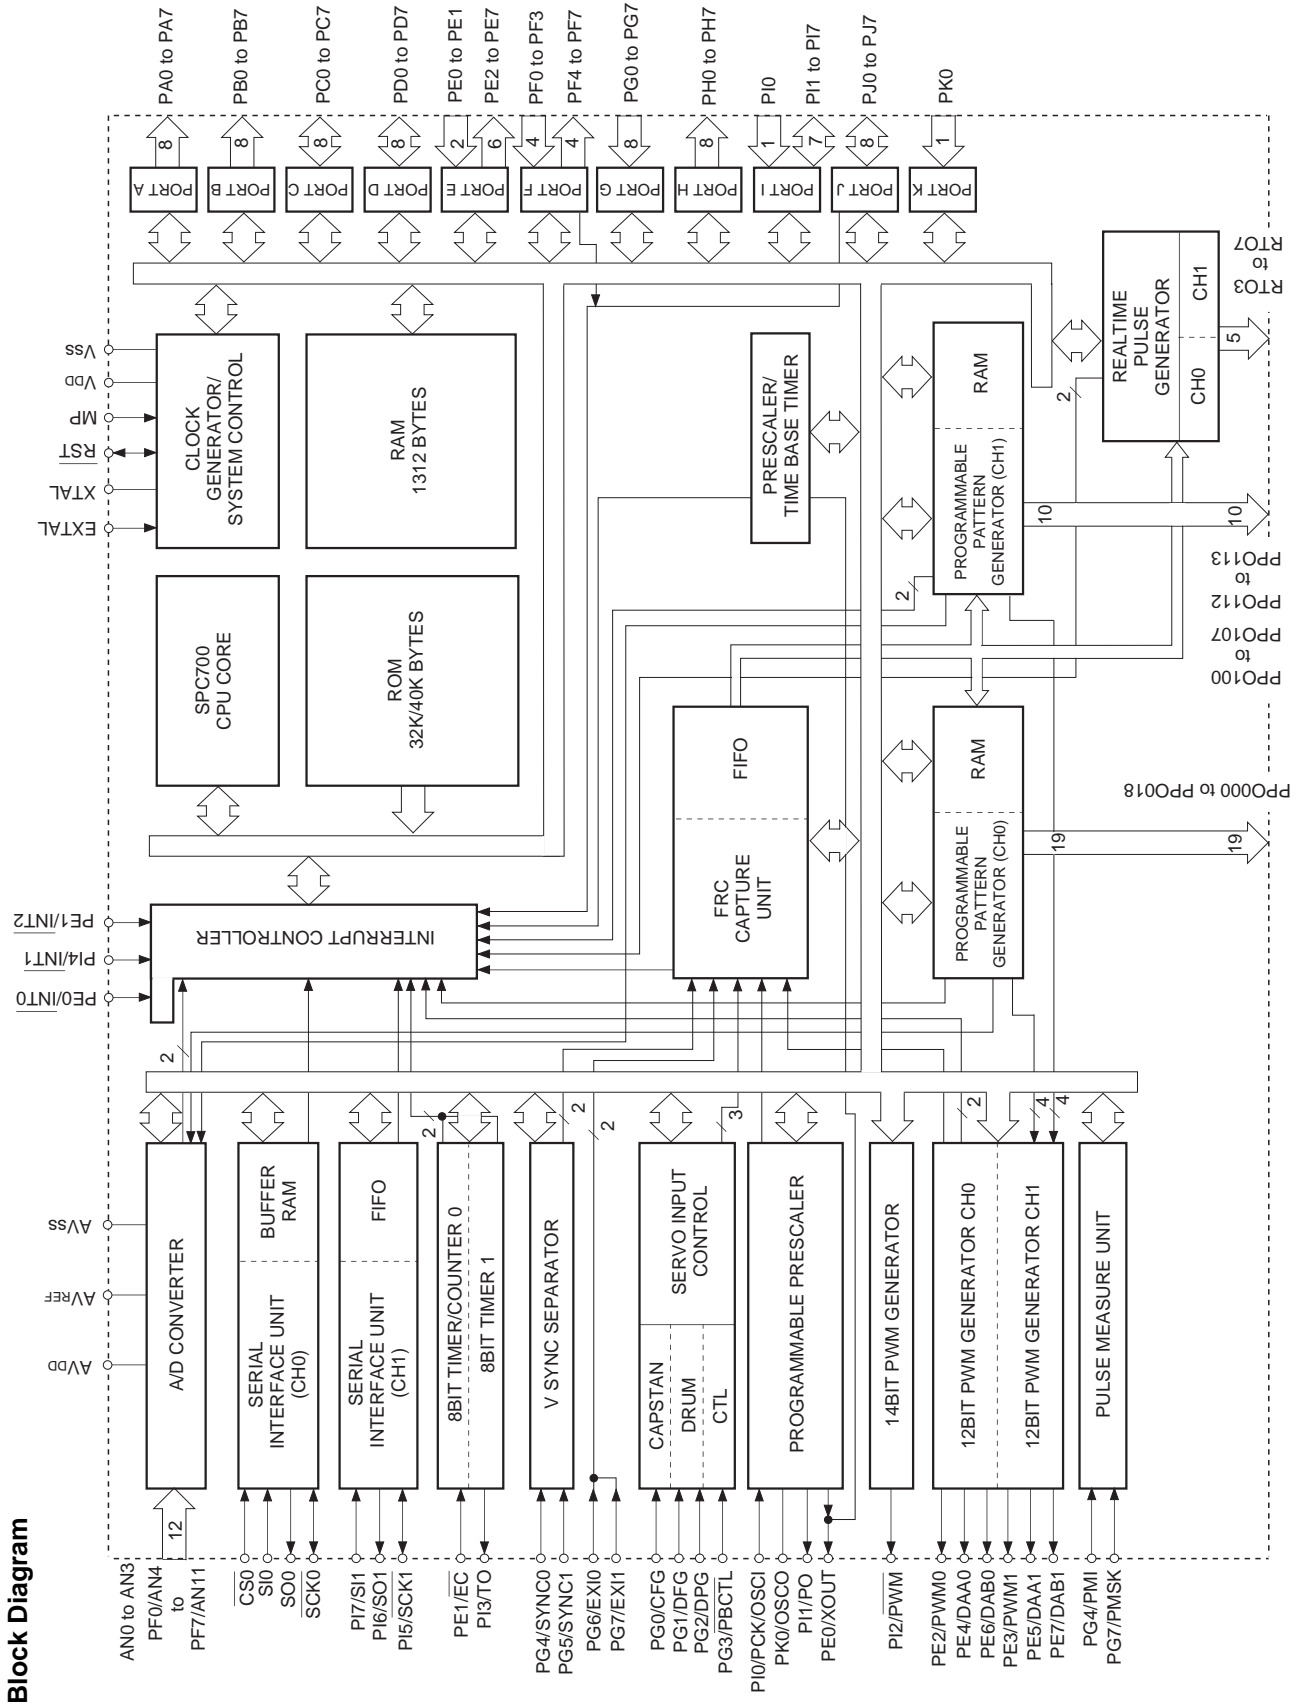 Block Diagram
AN0 to AN3
PF0/AN4
to
PF7/AN11
CS0
SI0
SO0
SCK0
PI7/SI1
PI6/SO1
PI5/SCK1
PE1/EC
PI3/TO
PG4/SYNC0
PG5/SYNC1
PG6/EXI0
PG7/EXI1
PG0/CFG
PG1/DFG
PG2/DPG
PG3/PBCTL
PI0/PCK/OSCI
PK0/OSCO
PI1/PO
PE0/XOUT
PI2/PWM
PE2/PWM0
PE4/DAA0
PE6/DAB0
PE3/PWM1
PE5/DAA1
PE7/DAB1
PG4/PMI
PG7/PMSK
12
A/D CONVERTER
SERIAL
INTERFACE UNIT
(CH0)
BUFFER
RAM
SERIAL
INTERFACE UNIT
(CH1)
FIFO
8BIT TIMER/COUNTER 0
8BIT TIMER 1
V SYNC SEPARATOR
CAPSTAN
DRUM
CTL
SERVO INPUT
CONTROL
PROGRAMMABLE PRESCALER
14BIT PWM GENERATOR
12BIT PWM GENERATOR CH0
12BIT PWM GENERATOR CH1
PULSE MEASURE UNIT
AVDD
AVREF
AVSS
2
2
2
2
3
2
4
4
PE0/INT0
PI4/INT1
PE1/INT2
INTERRUPT CONTROLLER
FRC
CAPTURE
UNIT
FIFO
PROGRAMMABLE
PATTERN
GENERATOR (CH0)
RAM
19
19
PPO000 to PPO018
SPC700
CPU CORE
ROM
32K/40K BYTES
CLOCK
GENERATOR/
SYSTEM CONTROL
RAM
1312 BYTES
PRESCALER/
TIME BASE TIMER
PROGRAMMABLE
PATTERN
GENERATOR (CH1)
RAM
2
10
10
PPO100
to
PPO107
PPO112
to
PPO113
EXTAL
XTAL
RST
MP
VDD
VSS
REALTIME
PULSE
GENERATOR
CH0
CH1
2
5
RTO3
to
RTO7
PORT A
PORT B
PORT C
PORT D
PORT E
PORT F
PORT G
PORT H
PORT I
PORT J
PORT K
8
8
8
8
2
6
4
4
8
8
1
7
8
1
PA0 to PA7
PB0 to PB7
PC0 to PC7
PD0 to PD7
PE0 to PE1
PE2 to PE7
PF0 to PF3
PF4 to PF7
PG0 to PG7
PH0 to PH7
PI0
PI1 to PI7
PJ0 to PJ7
PK0